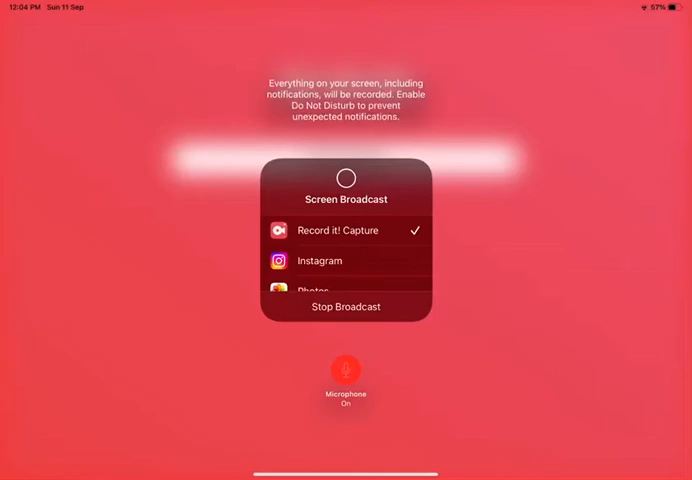 12:04 PM Sun 11 Sep
57%
Everything on your screen, including
notifications, will be recorded. Enable
Do Not Disturb to prevent
unexpected notifications.
Screen Broadcast
Record it! Capture
Instagram
Photos
Stop Broadcast
Microphone
On